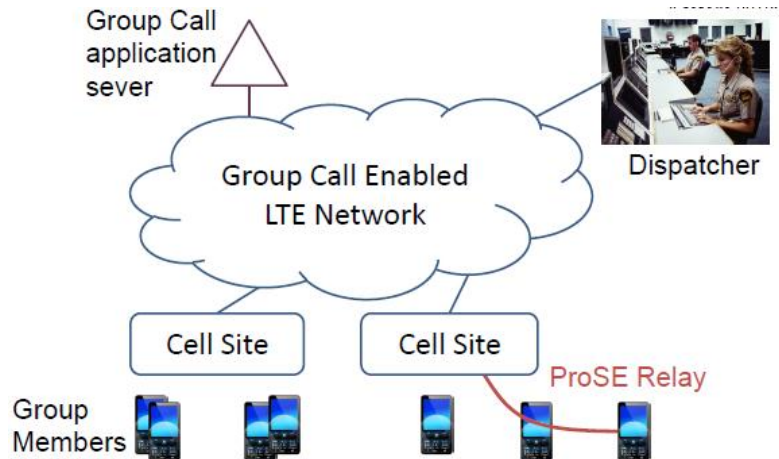 Group Call
application
sever
Dispatcher
Group Call Enabled
LTE Network
Cell Site
Cell Site
ProSE Relay
Group
Members